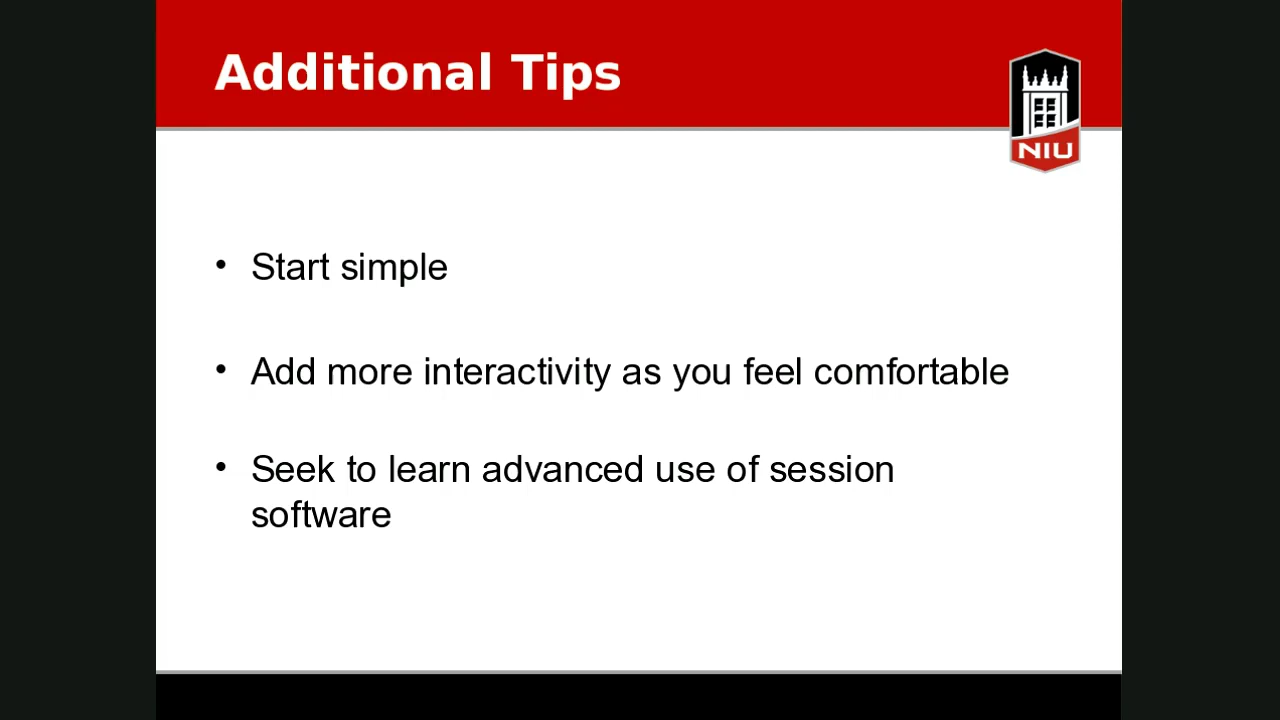 Additional Tips
NIU
• Start simple
• Add more interactivity as you feel comfortable
• Seek to learn advanced use of session
software